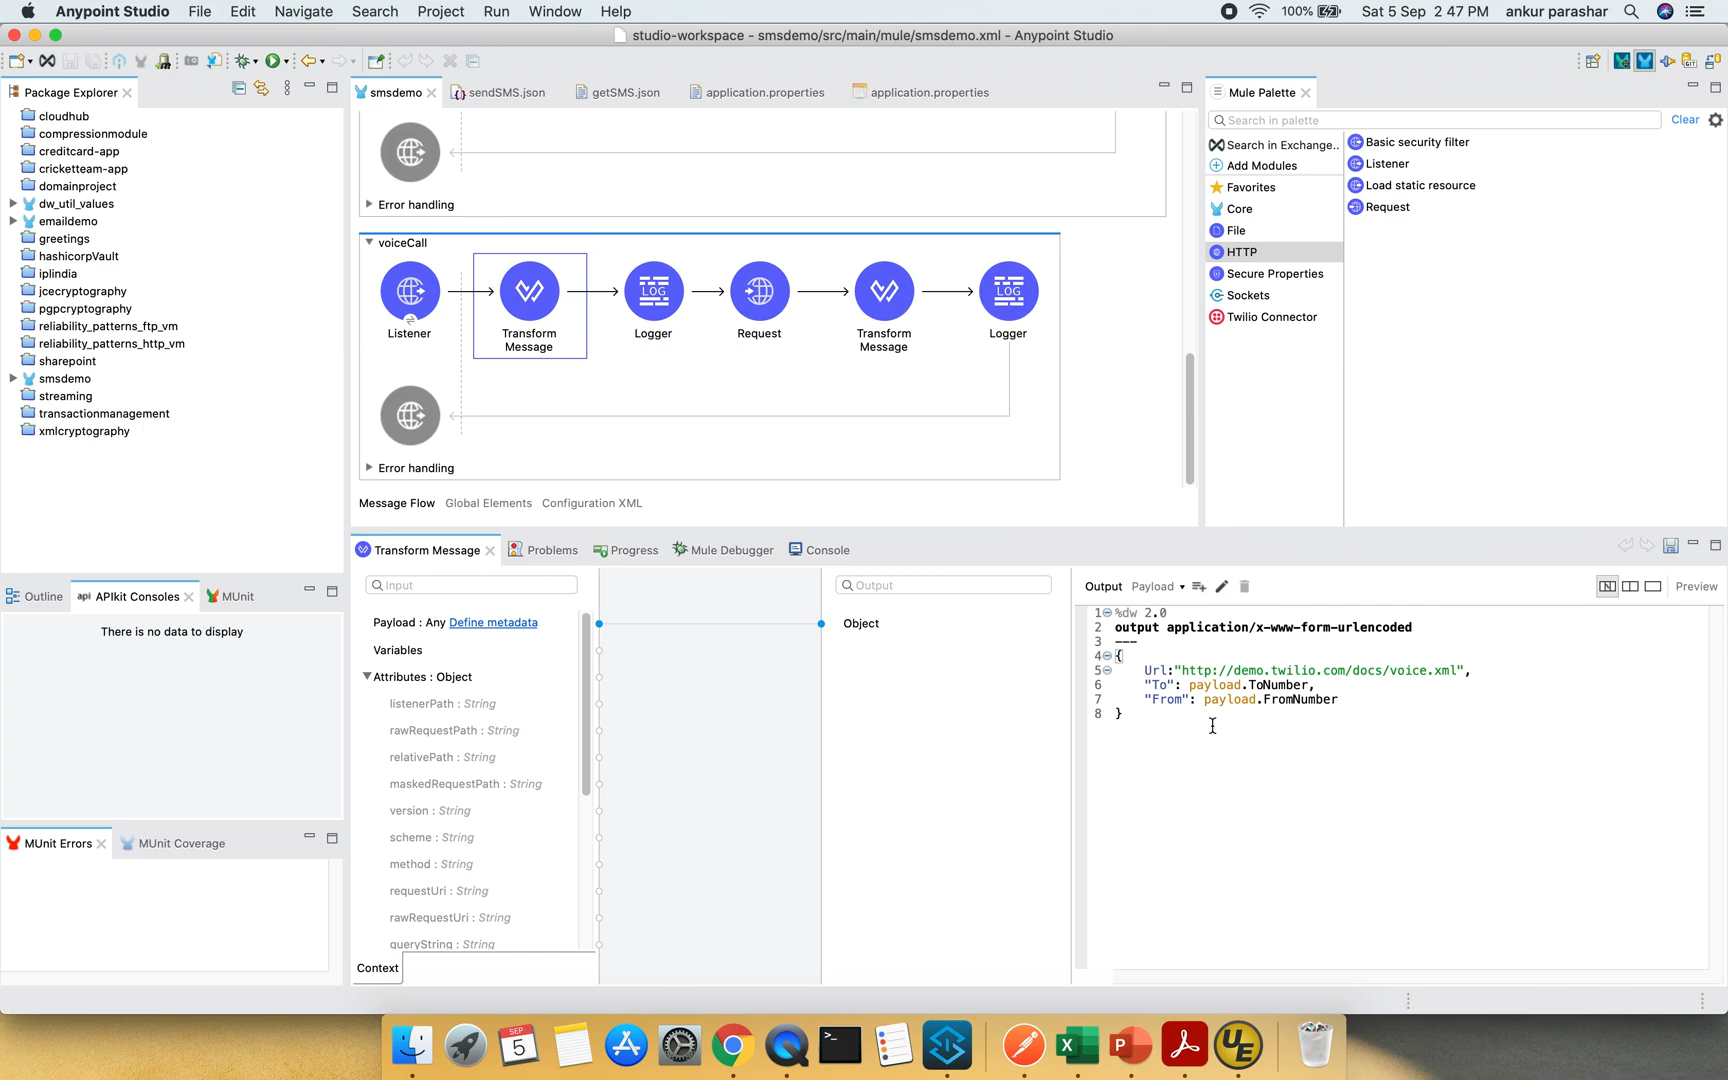 Anypoint Studio File Edit Navigate Search Project Run Window Help 100% Sat 5 Sep 2 47 PM ankur parashar
studio-workspace - smsdemo/src/main/mule/smsdemo.xml - Anypoint Studio
Package Explorer
cloudhub
compressionmodule
creditcard-app
cricketteam-app
domainproject
dw_util_values
emaildemo
greetings
hashicorpVault
iplindia
jcecryptography
pgpcryptography
reliability_patterns_ftp_vm
reliability_patterns_http_vm
sharepoint
smsdemo
streaming
transactionmanagement
xmlcryptography
Outline api APIkit Consoles MUnit
There is no data to display
MUnit Errors MUnit Coverage
smsdemo sendSMS.json getSMS.json application.properties application.properties
Error handling
voiceCall
LOG LOG
Listener Transform Message Logger Request Transform Message Logger
Error handling
Message Flow Global Elements Configuration XML
Mule Palette
Search in palette Clear
Search in Exchange..
Add Modules
Favorites
Core
File
HTTP
Secure Properties
Sockets
Twilio Connector
Basic security filter
Listener
Load static resource
Request
Transform Message Problems Progress Mule Debugger Console
Input
Payload : Any Define metadata
Variables
Attributes : Object
listenerPath : String
rawRequestPath : String
relativePath : String
maskedRequestPath : String
version : String
scheme : String
method : String
requestUri : String
rawRequestUri : String
queryString : String
Context
Output
Object
Output Payload Preview
1 %dw 2.0
2 output application/x-www-form-urlencoded
3 ---
4 {
5 Url:"http://demo.twilio.com/docs/voice.xml",
6 "To": payload.ToNumber,
7 "From": payload.FromNumber
8 }
SEP
5
X P UE